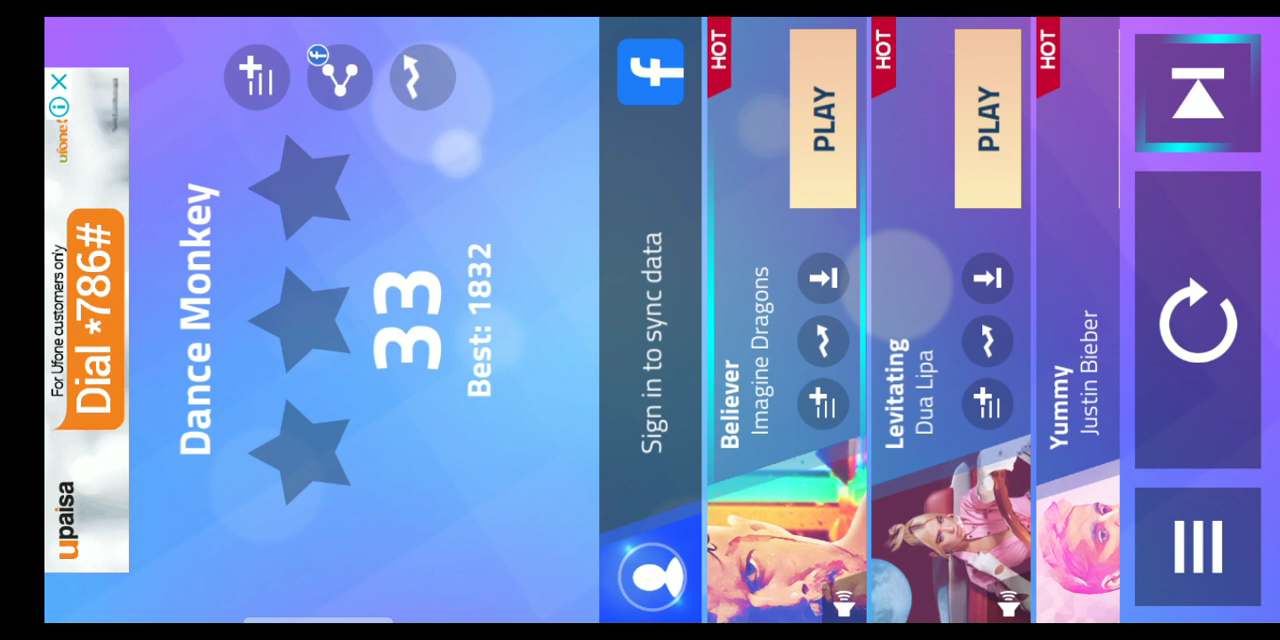 upaisa
For Ufone customers only
Dial *786#
ufone!
Dance Monkey
33
Best: 1832
Sign in to sync data
HOT
Believer
Imagine Dragons
PLAY
HOT
Levitating
Dua Lipa
PLAY
HOT
Yummy
Justin Bieber